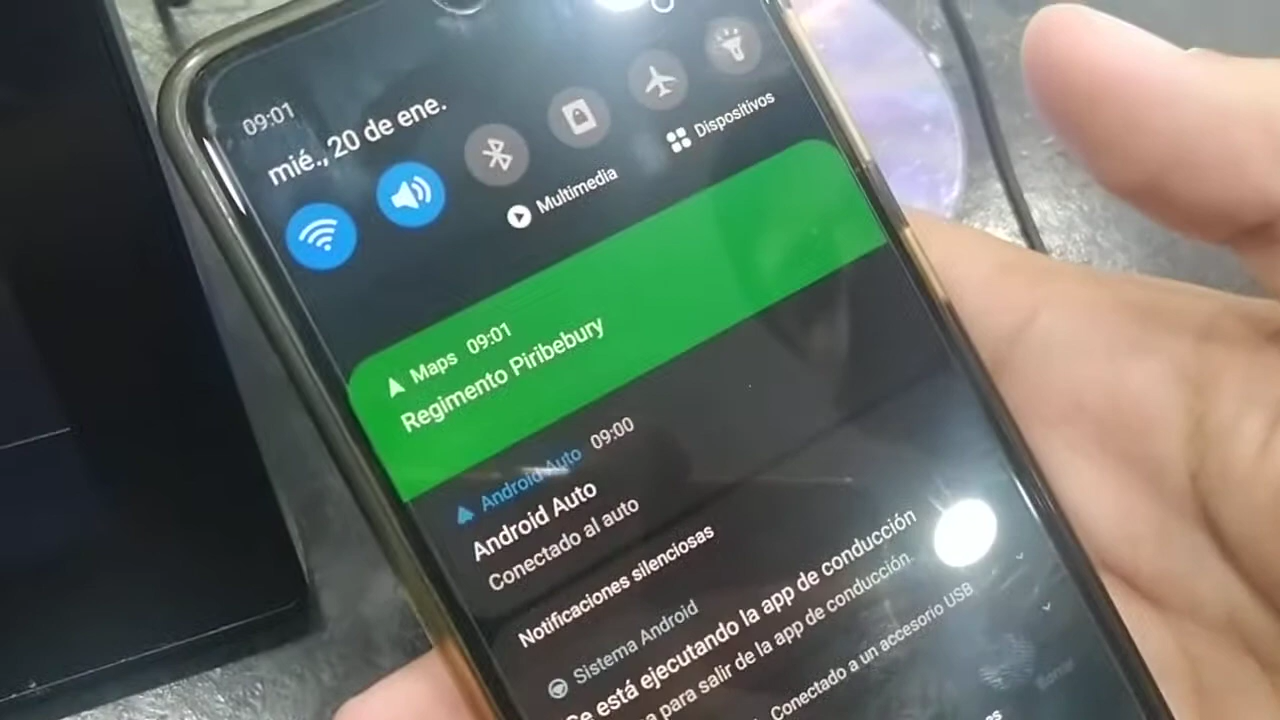 09:01
mié., 20 de ene.
Multimedia
Dispositivos
Maps 09:01
Regimento Piribebury
Android Auto 09:00
Android Auto
Conectado al auto
Notificaciones silenciosas
Sistema Android
Se está ejecutando la app de conducción
para salir de la app de conducción.
Conectado a un accesorio USB